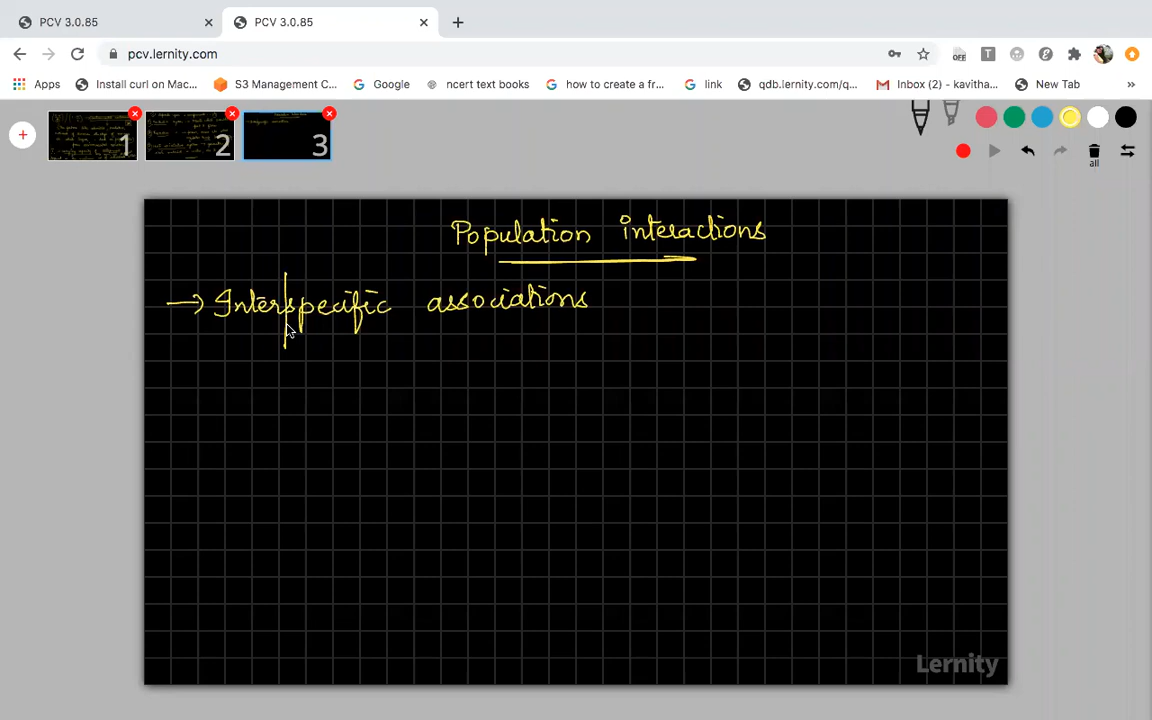 PCV 3.0.85
PCV 3.0.85
pcv.lernity.com
Apps
Install curl on Mac...
S3 Management C...
Google
ncert text books
how to create a fr...
link
qdb.lernity.com/q...
Inbox (2) - kavitha...
New Tab
»
OFF
T
1
2
3
all
Population interactions
→ Interspecific associations
Lernity